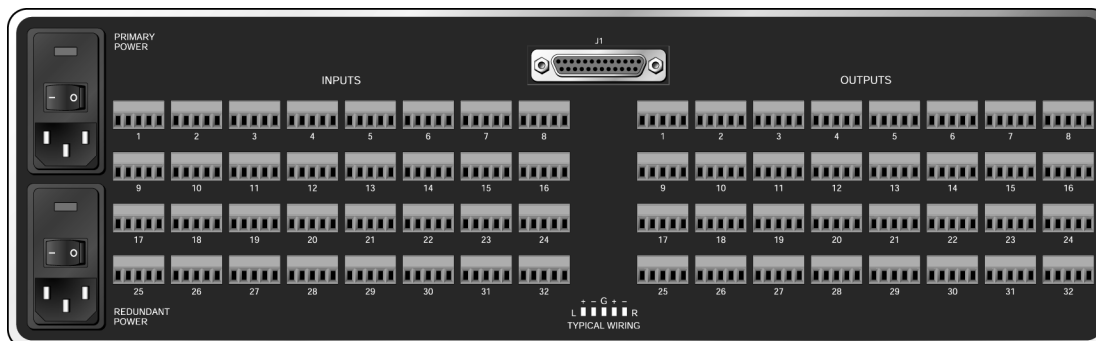 PRIMARY
POWER
J1
INPUTS
OUTPUTS
1 2 3 4 5 6 7 8
1 2 3 4 5 6 7 8
9 10 11 12 13 14 15 16
9 10 11 12 13 14 15 16
17 18 19 20 21 22 23 24
17 18 19 20 21 22 23 24
25 26 27 28 29 30 31 32
25 26 27 28 29 30 31 32
REDUNDANT
POWER
+ − G + −
L R
TYPICAL WIRING